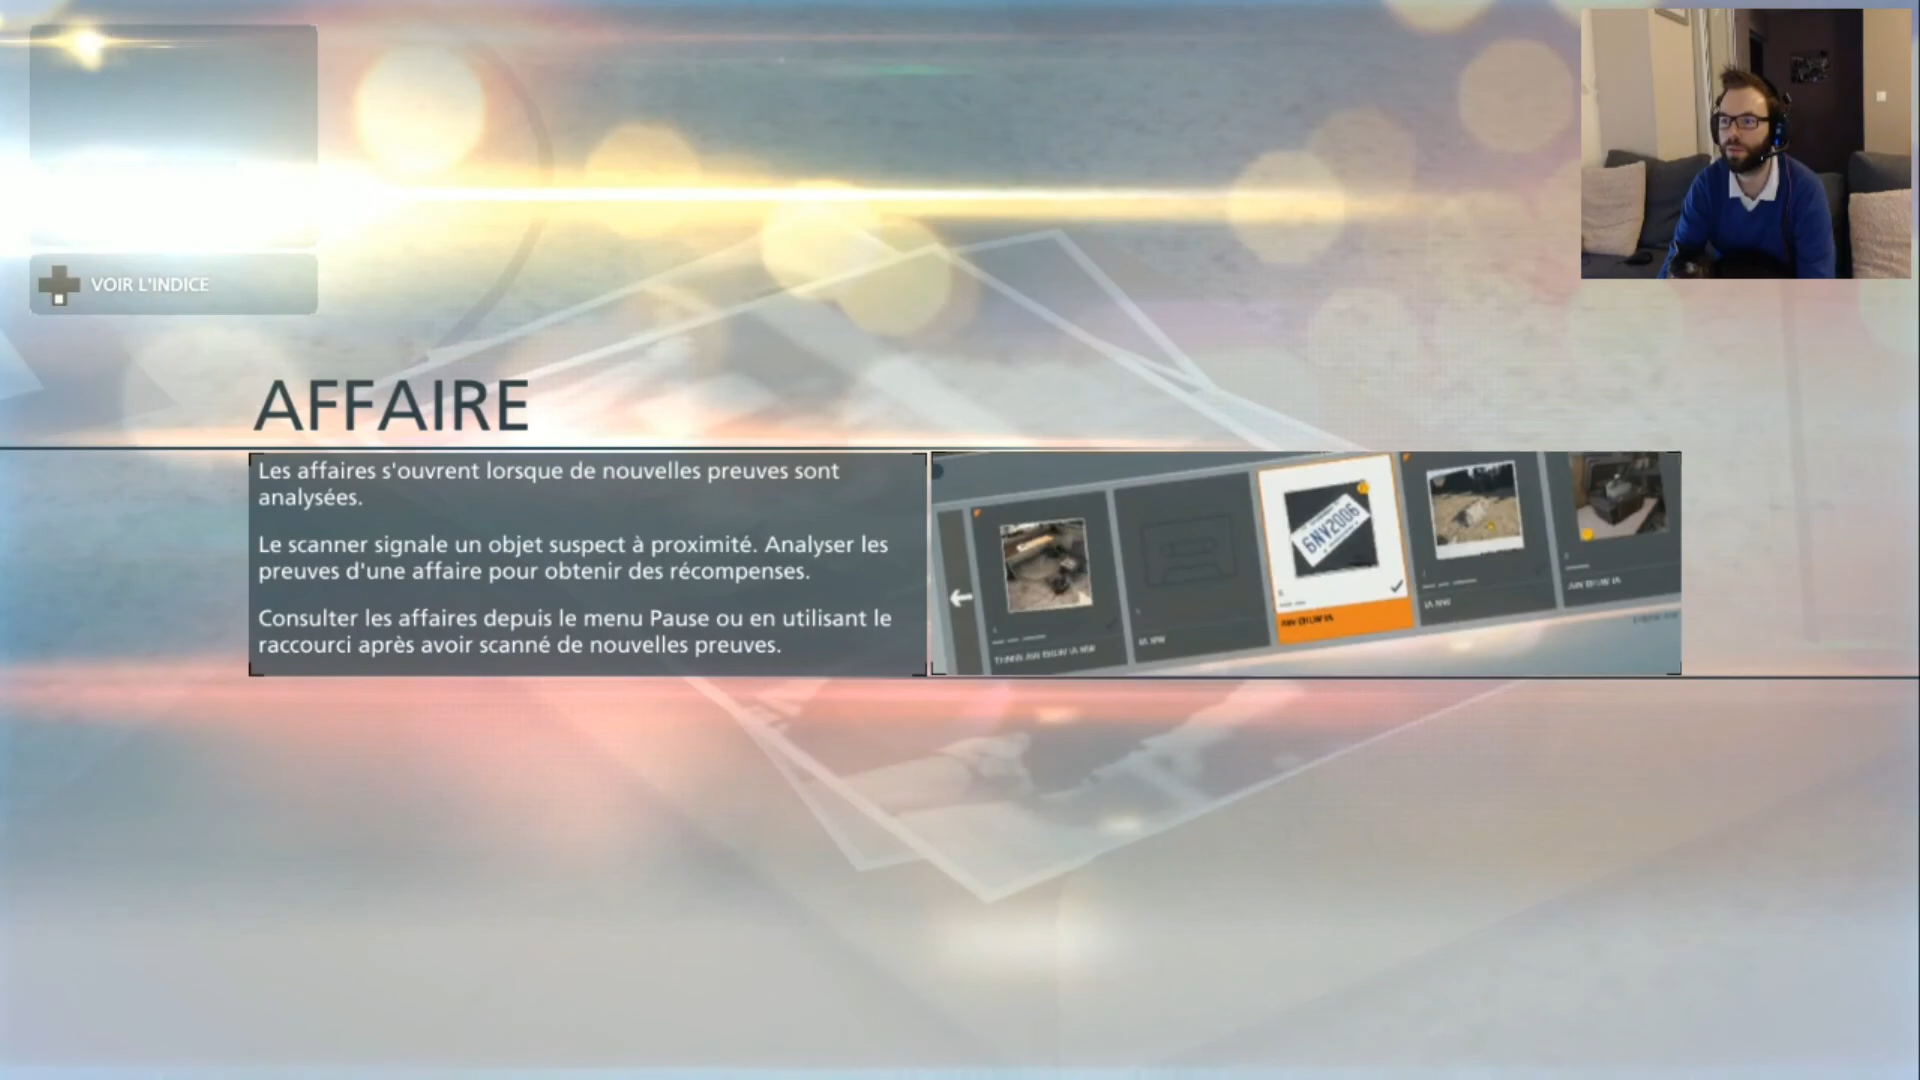 VOIR L'INDICE
AFFAIRE
Les affaires s'ouvrent lorsque de nouvelles preuves sont
analysées.
Le scanner signale un objet suspect à proximité. Analyser les
preuves d'une affaire pour obtenir des récompenses.
Consulter les affaires depuis le menu Pause ou en utilisant le
raccourci après avoir scanné de nouvelles preuves.
6NV2006